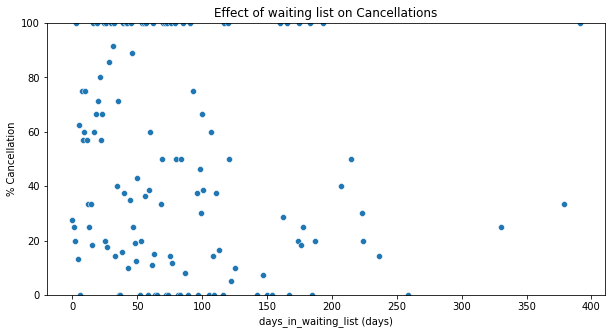 Effect of waiting list on Cancellations
100
80
60
40
20
0
% Cancellation
0 50 100 150 200 250 300 350 400
days_in_waiting_list (days)